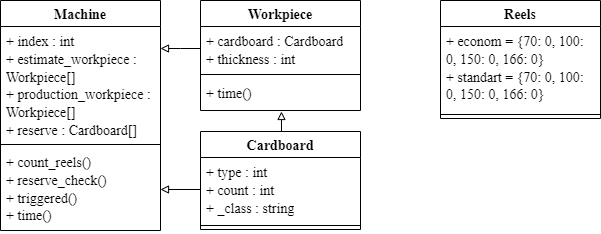 Machine
+ index : int
+ estimate_workpiece :
Workpiece[]
+ production_workpiece :
Workpiece[]
+ reserve : Cardboard[]
+ count_reels()
+ reserve_check()
+ triggered()
+ time()
Workpiece
+ cardboard : Cardboard
+ thickness : int
+ time()
Cardboard
+ type : int
+ count : int
+ _class : string
Reels
+ econom = {70: 0, 100:
0, 150: 0, 166: 0}
+ standart = {70: 0, 100:
0, 150: 0, 166: 0}